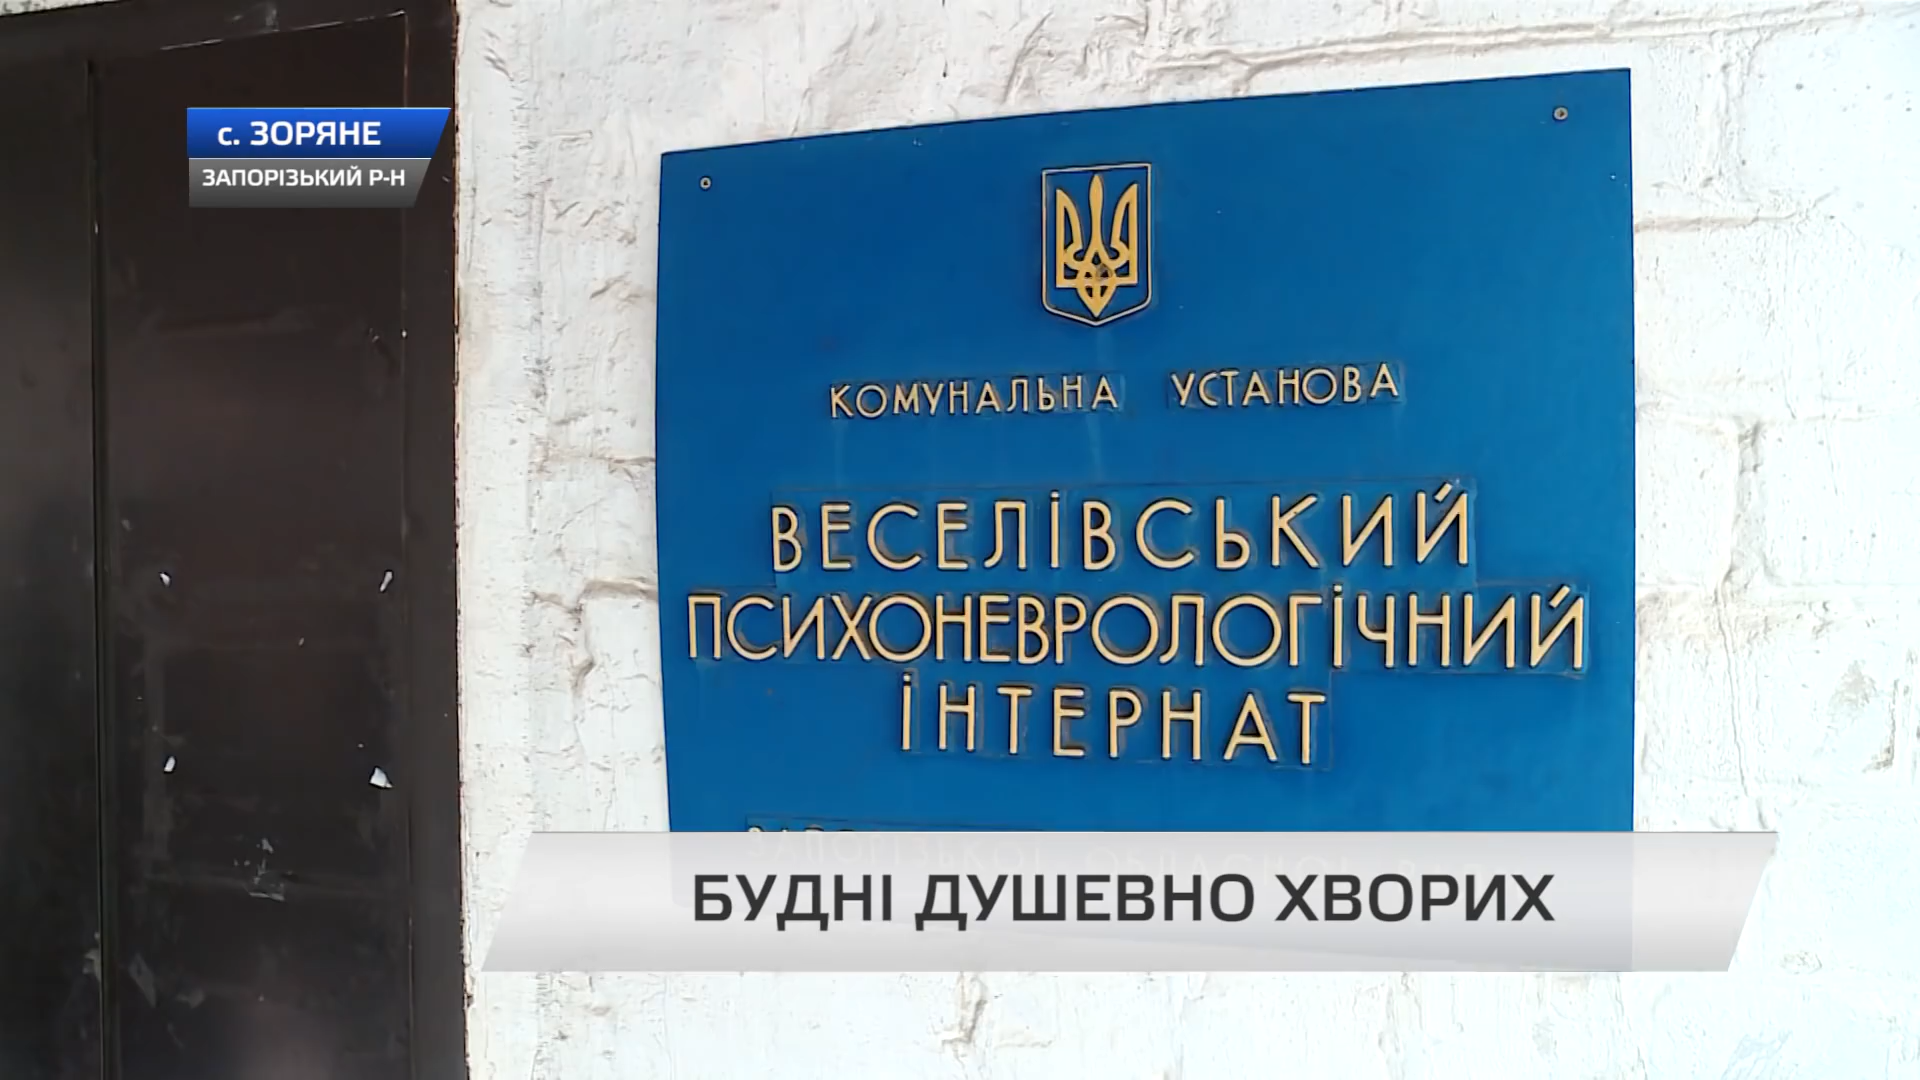 с. ЗОРЯНЕ
ЗАПОРІЗЬКИЙ Р-Н
КОМУНАЛЬНА УСТАНОВА
ВЕСЕЛІВСЬКИЙ
ПСИХОНЕВРОЛОГІЧНИЙ
ІНТЕРНАТ
БУДНІ ДУШЕВНО ХВОРИХ